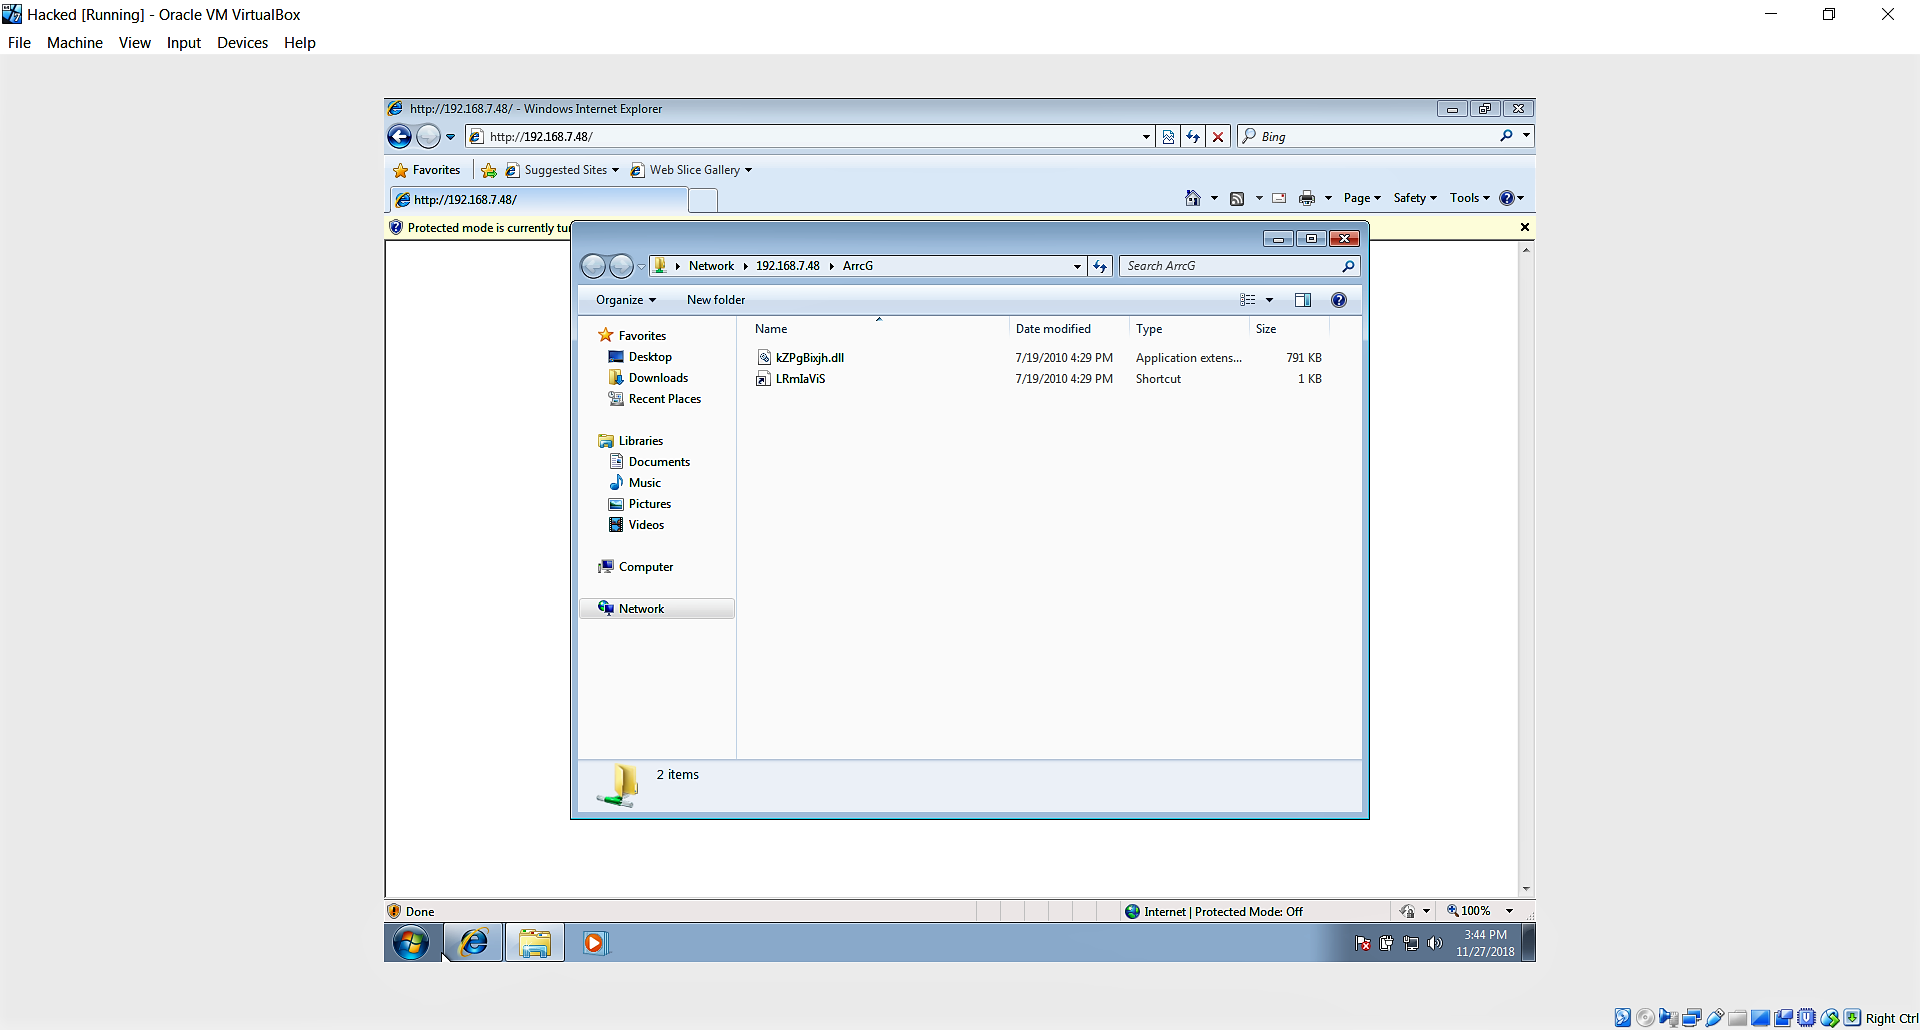 Hacked [Running] - Oracle VM VirtualBox
File Machine View Input Devices Help
http://192.168.7.48/ - Windows Internet Explorer
http://192.168.7.48/
Bing
Favorites Suggested Sites Web Slice Gallery
http://192.168.7.48/
Page Safety Tools
Protected mode is currently tu
Network 192.168.7.48 ArrcG
Search ArrcG
Organize New folder
Name Date modified Type Size
kZPgBixjh.dll 7/19/2010 4:29 PM Application extens... 791 KB
LRmIaViS 7/19/2010 4:29 PM Shortcut 1 KB
Favorites
Desktop
Downloads
Recent Places
Libraries
Documents
Music
Pictures
Videos
Computer
Network
2 items
Done
Internet | Protected Mode: Off
100%
3:44 PM
11/27/2018
Right Ctrl